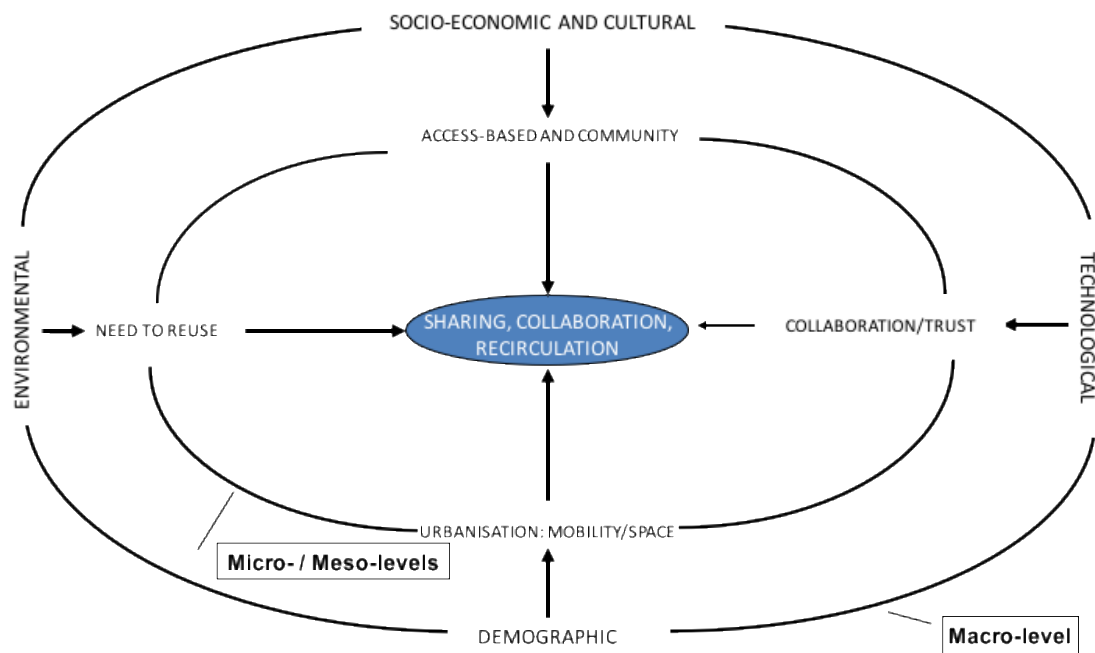 SOCIO-ECONOMIC AND CULTURAL
ACCESS-BASED AND COMMUNITY
ENVIRONMENTAL
NEED TO REUSE
SHARING, COLLABORATION,
RECIRCULATION
COLLABORATION/TRUST
TECHNOLOGICAL
URBANISATION: MOBILITY/SPACE
Micro- / Meso-levels
DEMOGRAPHIC
Macro-level